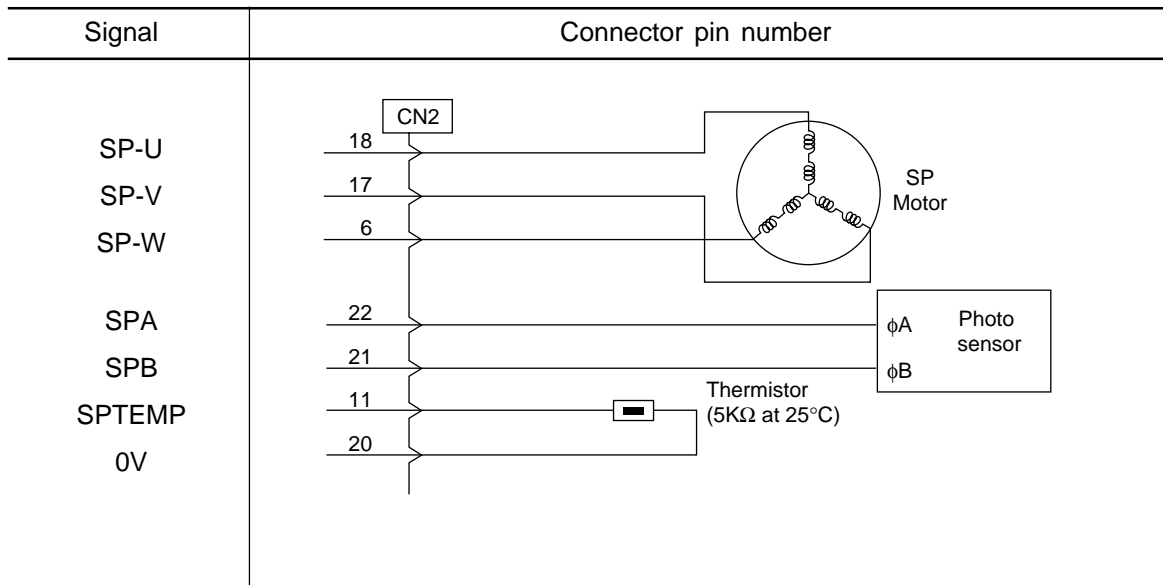 Signal Connector pin number
CN2
SP-U 18
SP-V 17
SP-W 6
SP
Motor
SPA 22 φA Photo
sensor
SPB 21 φB
SPTEMP 11 Thermistor
(5KΩ at 25°C)
0V 20